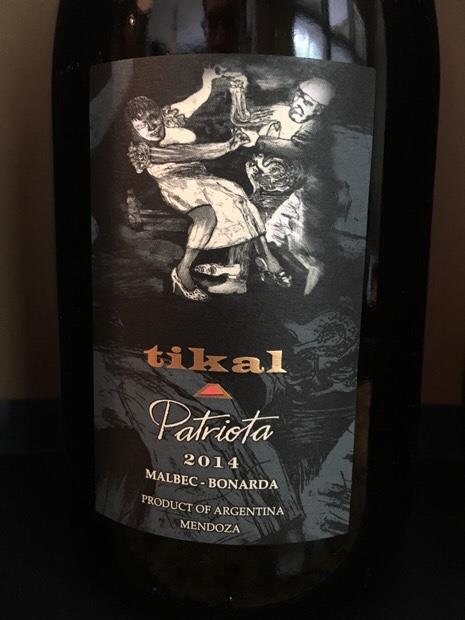 tikal
Patriota
2014
MALBEC - BONARDA
PRODUCT OF ARGENTINA
MENDOZA